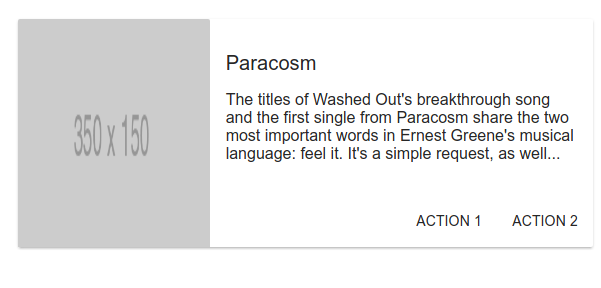 350 x 150
Paracosm
The titles of Washed Out's breakthrough song
and the first single from Paracosm share the two
most important words in Ernest Greene's musical
language: feel it. It's a simple request, as well...
ACTION 1 ACTION 2